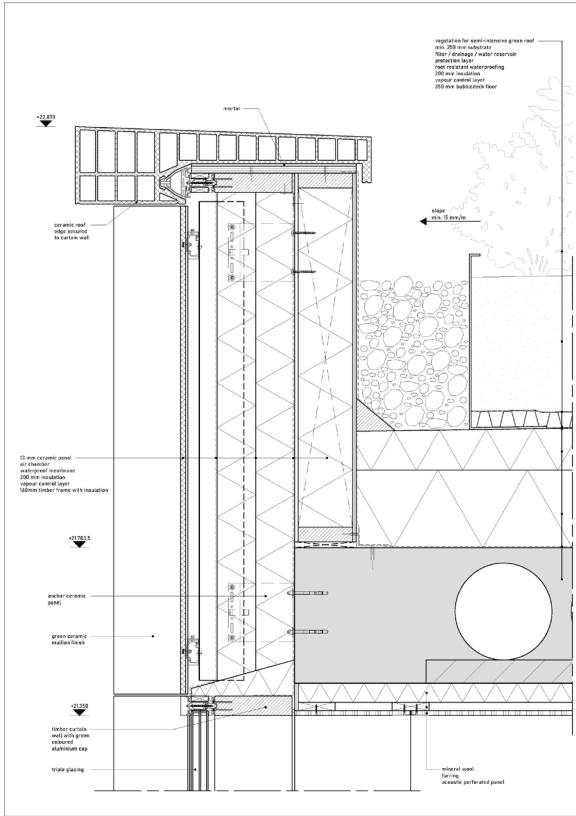 vegetation for semi-intensive green roof
min. 350 mm substrate
filter / drainage / water reservoir
protection layer
root resistant waterproofing
200 mm insulation
vapour control layer
350 mm bubbledeck floor
mortar
+22.870
ceramic roof
edge secured
to curtain wall
slope
min. 15 mm/m
13 mm ceramic panel
air chamber
waterproof membrane
200 mm insulation
vapour control layer
160mm timber frame with insulation
+21.783,5
anchor ceramic
panel
green ceramic
mullion finish
+21.350
timber curtain
wall with green
coloured
aluminium cap
triple glazing
mineral wool
furring
acoustic perforated panel